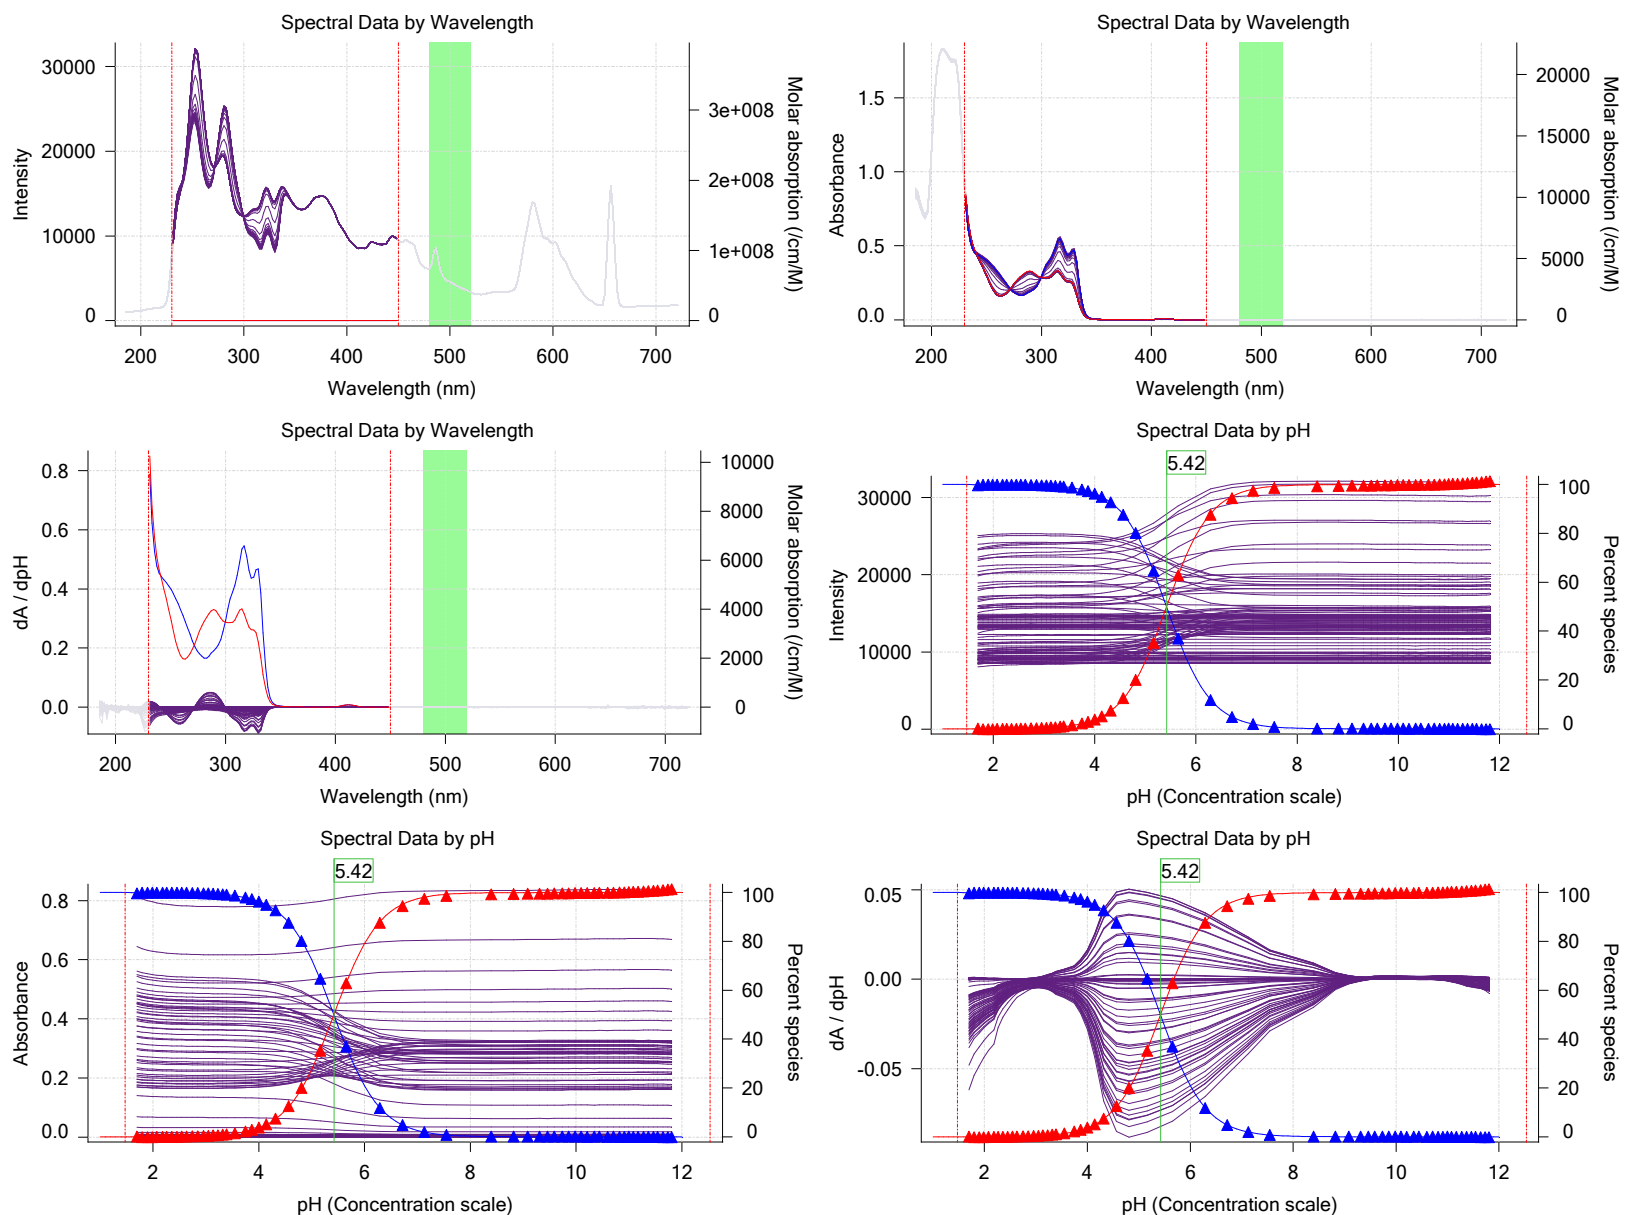 Spectral Data by Wavelength
Intensity
30000
20000
10000
0
3e+008
2e+008
1e+008
0
Molar absorption (/cm/M)
200 300 400 500 600 700
Wavelength (nm)
Spectral Data by Wavelength
Absorbance
1.5
1.0
0.5
0.0
20000
15000
10000
5000
0
Molar absorption (/cm/M)
200 300 400 500 600 700
Wavelength (nm)
Spectral Data by Wavelength
dA / dpH
0.8
0.6
0.4
0.2
0.0
10000
8000
6000
4000
2000
0
Molar absorption (/cm/M)
200 300 400 500 600 700
Wavelength (nm)
Spectral Data by pH
5.42
Intensity
30000
20000
10000
0
100
80
60
40
20
0
Percent species
2 4 6 8 10 12
pH (Concentration scale)
Spectral Data by pH
5.42
Absorbance
0.8
0.6
0.4
0.2
0.0
100
80
60
40
20
0
Percent species
2 4 6 8 10 12
pH (Concentration scale)
Spectral Data by pH
5.42
dA / dpH
0.05
0.00
-0.05
100
80
60
40
20
0
Percent species
2 4 6 8 10 12
pH (Concentration scale)